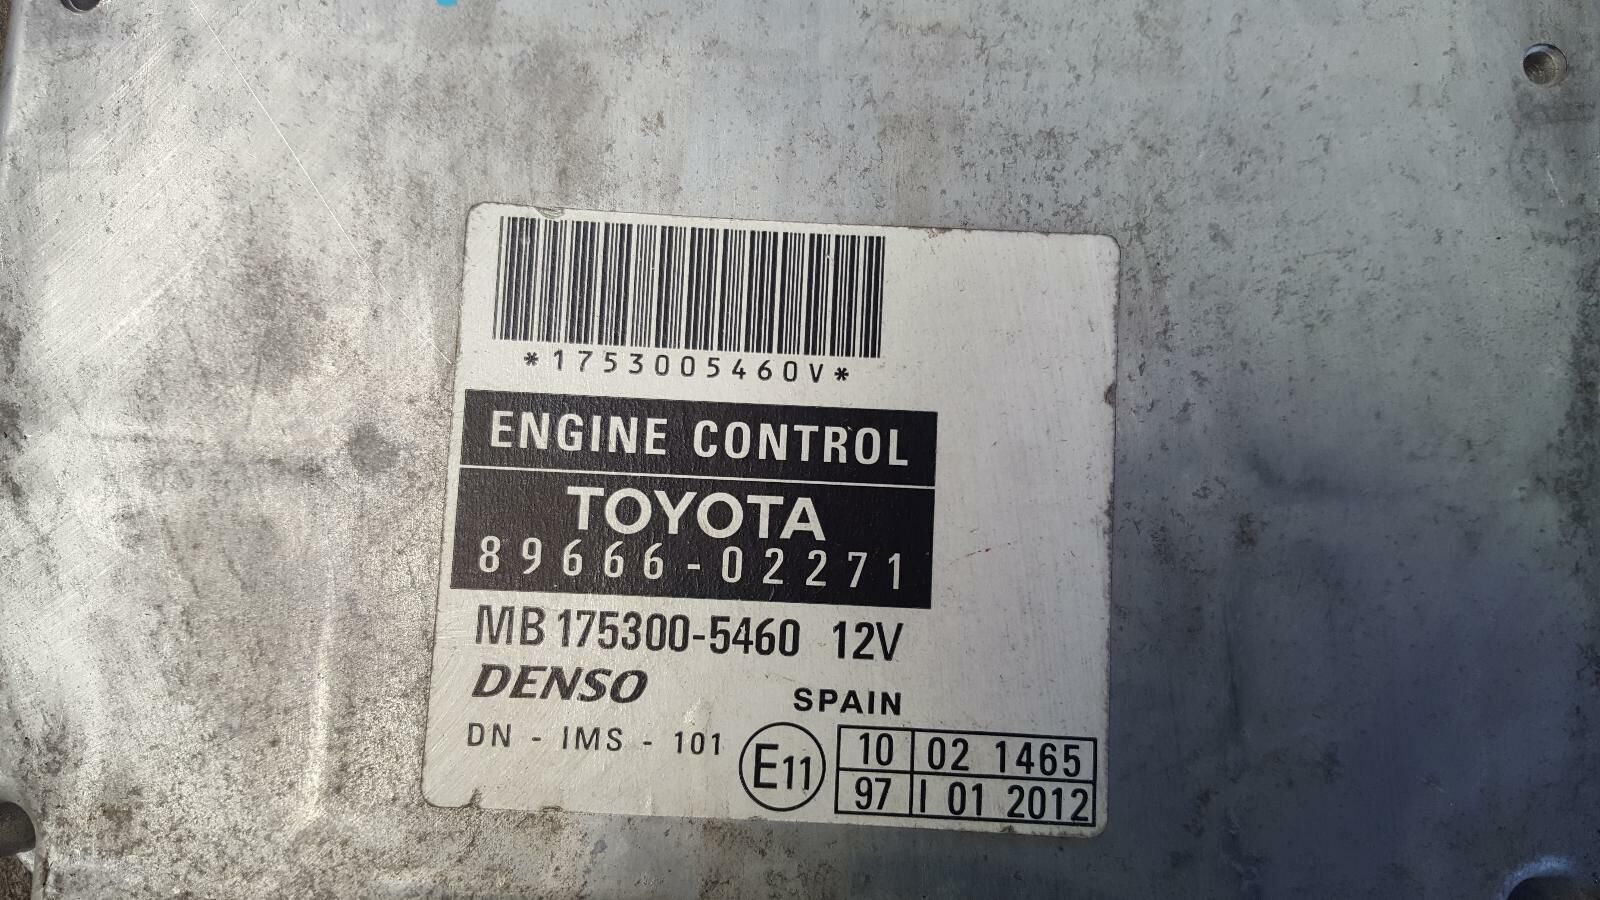 *1753005460V*
ENGINE CONTROL
TOYOTA
89666-02271
MB 175300-5460 12V
DENSO
SPAIN
DN - IMS - 101
E11
10 02 1465
97 I 01 2012